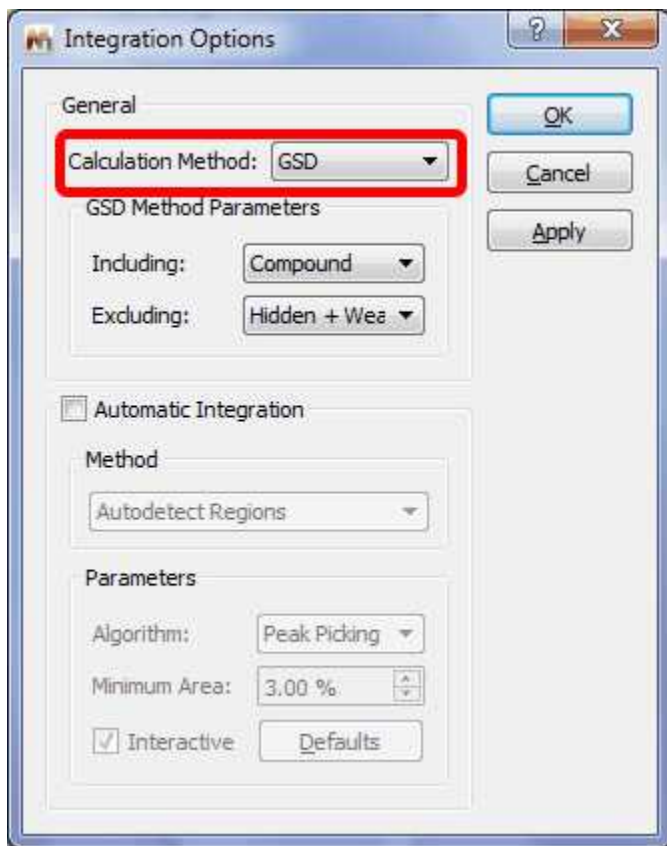 Integration Options
General
OK
Calculation Method: GSD
Cancel
GSD Method Parameters
Apply
Including: Compound
Excluding: Hidden + Wea
Automatic Integration
Method
Autodetect Regions
Parameters
Algorithm: Peak Picking
Minimum Area: 3.00 %
Interactive Defaults